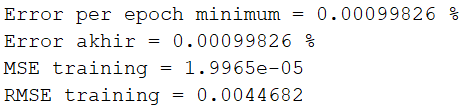 Error per epoch minimum = 0.00099826 %
Error akhir = 0.00099826 %
MSE training = 1.9965e-05
RMSE training = 0.0044682